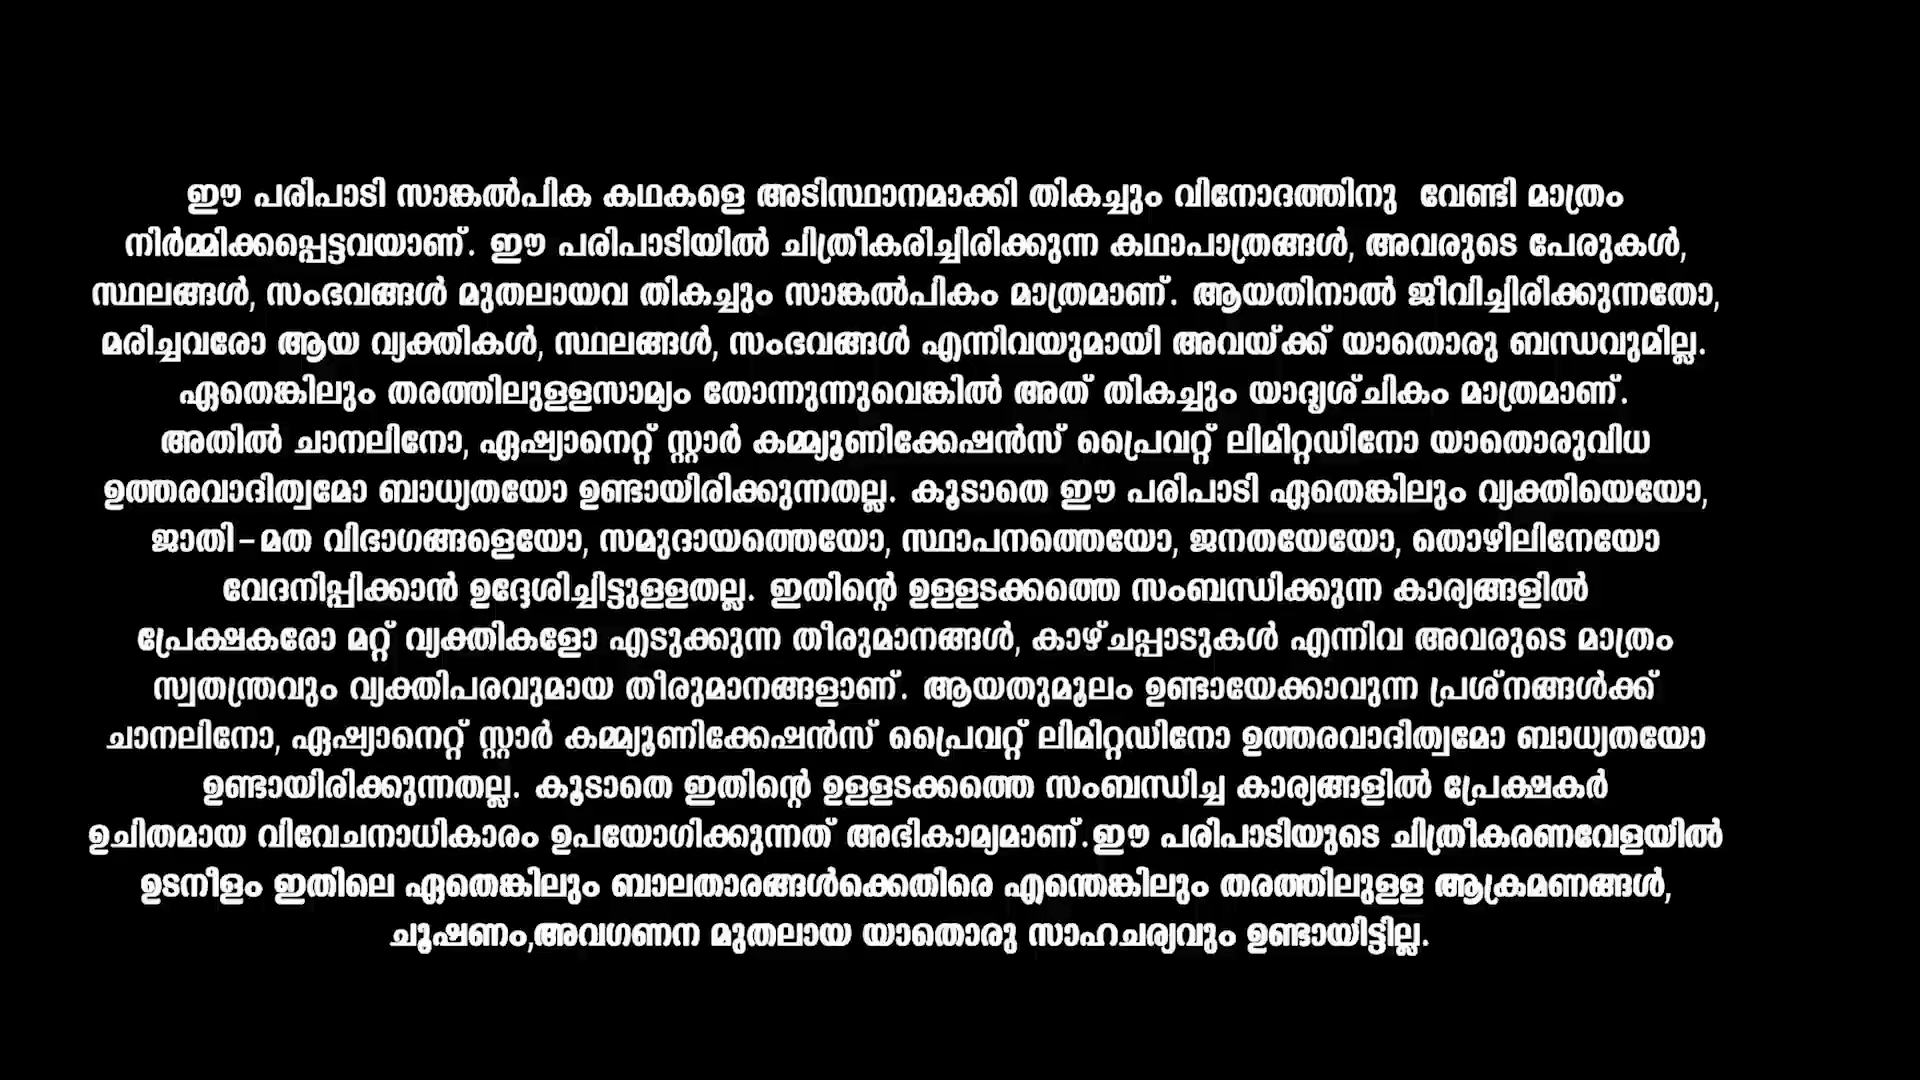 ഈ പരിപാടി സാങ്കൽപിക കഥകളെ അടിസ്ഥാനമാക്കി തികച്ചും വിനോദത്തിനു വേണ്ടി മാത്രം
നിർമ്മിക്കപ്പെട്ടവയാണ്. ഈ പരിപാടിയിൽ ചിത്രീകരിച്ചിരിക്കുന്ന കഥാപാത്രങ്ങൾ, അവരുടെ പേരുകൾ,
സ്ഥലങ്ങൾ, സംഭവങ്ങൾ മുതലായവ തികച്ചും സാങ്കൽപികം മാത്രമാണ്. ആയതിനാൽ ജീവിച്ചിരിക്കുന്നതോ,
മരിച്ചവരോ ആയ വ്യക്തികൾ, സ്ഥലങ്ങൾ, സംഭവങ്ങൾ എന്നിവയുമായി അവയ്ക്ക് യാതൊരു ബന്ധവുമില്ല.
ഏതെങ്കിലും തരത്തിലുള്ളസാമ്യം തോന്നുന്നുവെങ്കിൽ അത് തികച്ചും യാദൃശ്ചികം മാത്രമാണ്.
അതിൽ ചാനലിനോ, ഏഷ്യാനെറ്റ് സ്റ്റാർ കമ്മ്യൂണിക്കേഷൻസ് പ്രൈവറ്റ് ലിമിറ്റഡിനോ യാതൊരുവിധ
ഉത്തരവാദിത്വമോ ബാധ്യതയോ ഉണ്ടായിരിക്കുന്നതല്ല. കൂടാതെ ഈ പരിപാടി ഏതെങ്കിലും വ്യക്തിയെയോ,
ജാതി-മത വിഭാഗങ്ങളെയോ, സമുദായത്തെയോ, സ്ഥാപനത്തെയോ, ജനതയേയോ, തൊഴിലിനേയോ
വേദനിപ്പിക്കാൻ ഉദ്ദേശിച്ചിട്ടുള്ളതല്ല. ഇതിന്റെ ഉള്ളടക്കത്തെ സംബന്ധിക്കുന്ന കാര്യങ്ങളിൽ
പ്രേക്ഷകരോ മറ്റ് വ്യക്തികളോ എടുക്കുന്ന തീരുമാനങ്ങൾ, കാഴ്ചപ്പാടുകൾ എന്നിവ അവരുടെ മാത്രം
സ്വതന്ത്രവും വ്യക്തിപരവുമായ തീരുമാനങ്ങളാണ്. ആയതുമൂലം ഉണ്ടായേക്കാവുന്ന പ്രശ്നങ്ങൾക്ക്
ചാനലിനോ, ഏഷ്യാനെറ്റ് സ്റ്റാർ കമ്മ്യൂണിക്കേഷൻസ് പ്രൈവറ്റ് ലിമിറ്റഡിനോ ഉത്തരവാദിത്വമോ ബാധ്യതയോ
ഉണ്ടായിരിക്കുന്നതല്ല. കൂടാതെ ഇതിന്റെ ഉള്ളടക്കത്തെ സംബന്ധിച്ച കാര്യങ്ങളിൽ പ്രേക്ഷകർ
ഉചിതമായ വിവേചനാധികാരം ഉപയോഗിക്കുന്നത് അഭികാമ്യമാണ്.ഈ പരിപാടിയുടെ ചിത്രീകരണവേളയിൽ
ഉടനീളം ഇതിലെ ഏതെങ്കിലും ബാലതാരങ്ങൾക്കെതിരെ എന്തെങ്കിലും തരത്തിലുള്ള ആക്രമണങ്ങൾ,
ചൂഷണം,അവഗണന മുതലായ യാതൊരു സാഹചര്യവും ഉണ്ടായിട്ടില്ല.